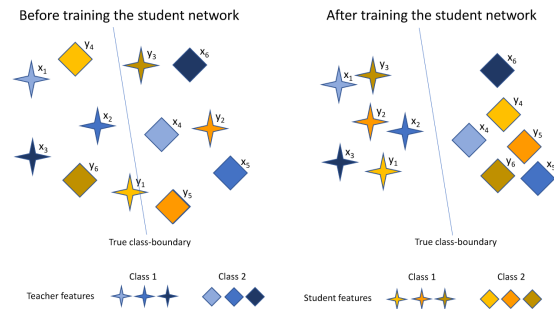 Before training the student network
y4
x1
y3
x6
x2
x4
y2
x3
y6
y1
x5
y5
True class-boundary
Class 1
Class 2
Teacher features
After training the student network
x6
x1
y3
y4
y2
x2
x4
y5
x3
y1
y6
x5
True class-boundary
Class 1
Class 2
Student features